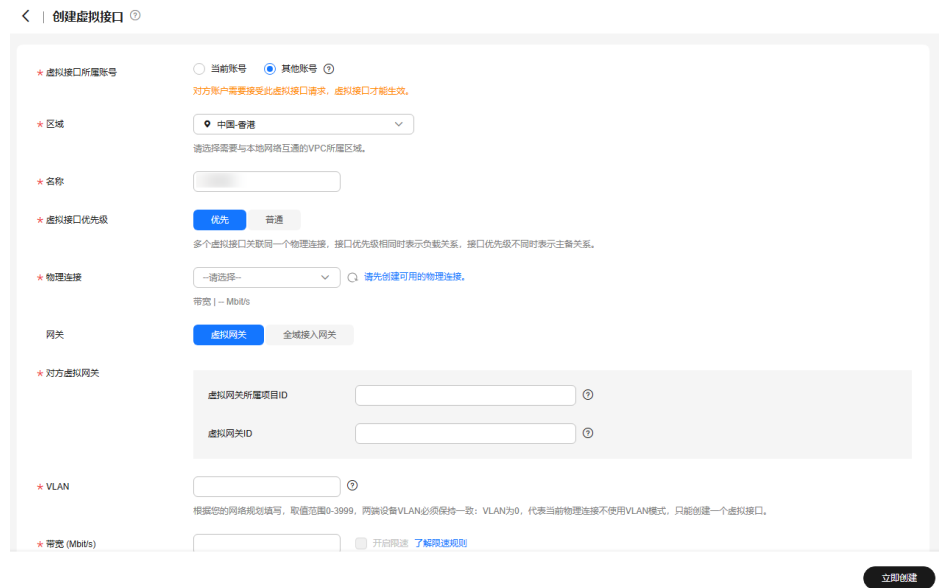 创建虚拟接口
* 虚拟接口所属账号
当前账号 其他账号
对方账户需要接受此虚拟接口请求，虚拟接口才能生效。
* 区域
中国-香港
请选择需要与本地网络互通的VPC所属区域。
* 名称
* 虚拟接口优先级
优先 普通
多个虚拟接口关联同一个物理连接，接口优先级相同时表示负载关系，接口优先级不同时表示主备关系。
* 物理连接
--请选择-- 请先创建可用的物理连接。
带宽 | -- Mbit/s
网关
虚拟网关 全域接入网关
* 对方虚拟网关
虚拟网关所属项目ID
虚拟网关ID
* VLAN
根据您的网络规划填写，取值范围0-3999，两端设备VLAN必须保持一致；VLAN为0，代表当前物理连接不使用VLAN模式，只能创建一个虚拟接口。
* 带宽 (Mbit/s)
开启限速 了解限速规则
立即创建